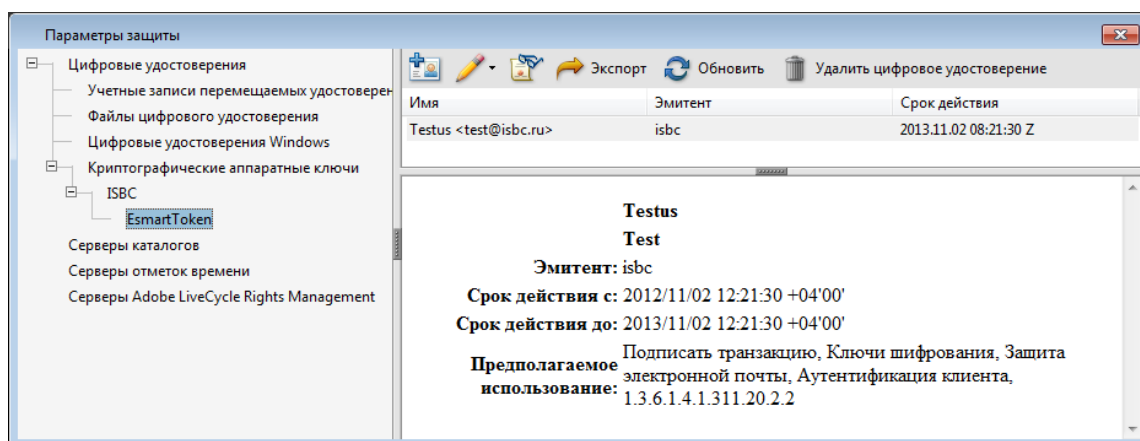 Параметры защиты
Цифровые удостоверения
Учетные записи перемещаемых удостоверен
Файлы цифрового удостоверения
Цифровые удостоверения Windows
Криптографические аппаратные ключи
ISBC
EsmartToken
Серверы каталогов
Серверы отметок времени
Серверы Adobe LiveCycle Rights Management
Экспорт Обновить Удалить цифровое удостоверение
Имя Эмитент Срок действия
Testus <test@isbc.ru> isbc 2013.11.02 08:21:30 Z
Testus
Test
Эмитент: isbc
Срок действия с: 2012/11/02 12:21:30 +04'00'
Срок действия до: 2013/11/02 12:21:30 +04'00'
Предполагаемое использование: Подписать транзакцию, Ключи шифрования, Защита
электронной почты, Аутентификация клиента,
1.3.6.1.4.1.311.20.2.2